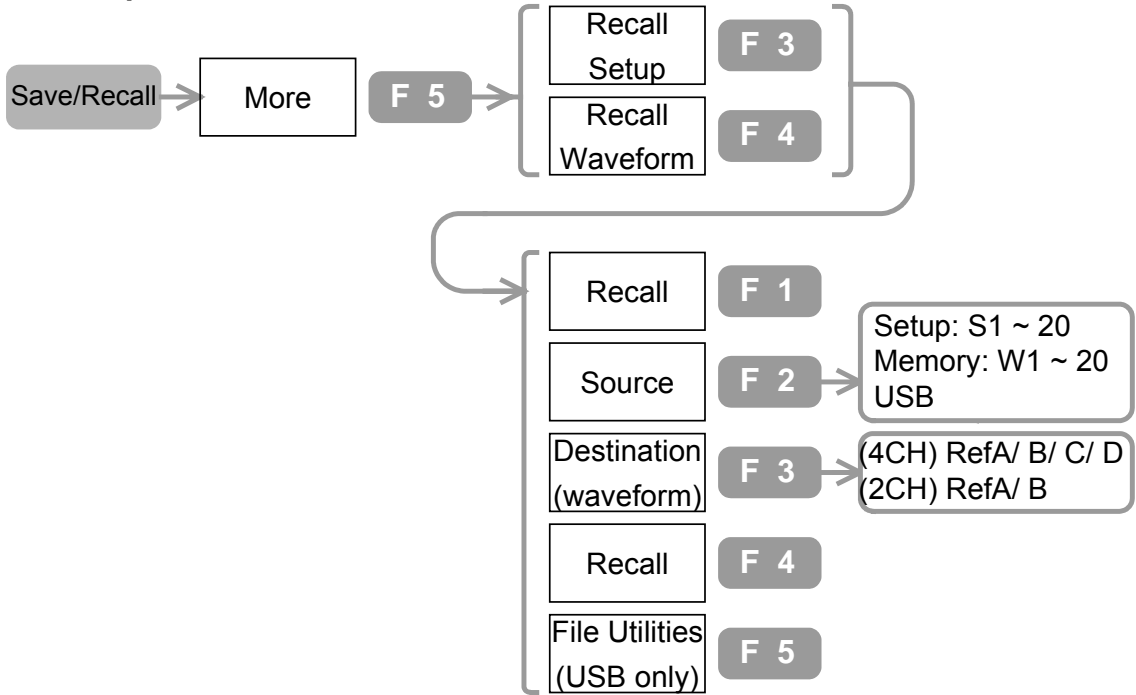 Recall
Setup
F 3
Save/Recall
More
F 5
Recall
Waveform
F 4
Recall
F 1
Source
F 2
Setup: S1 ~ 20
Memory: W1 ~ 20
USB
Destination
(waveform)
F 3
(4CH) RefA/ B/ C/ D
(2CH) RefA/ B
Recall
F 4
File Utilities
(USB only)
F 5